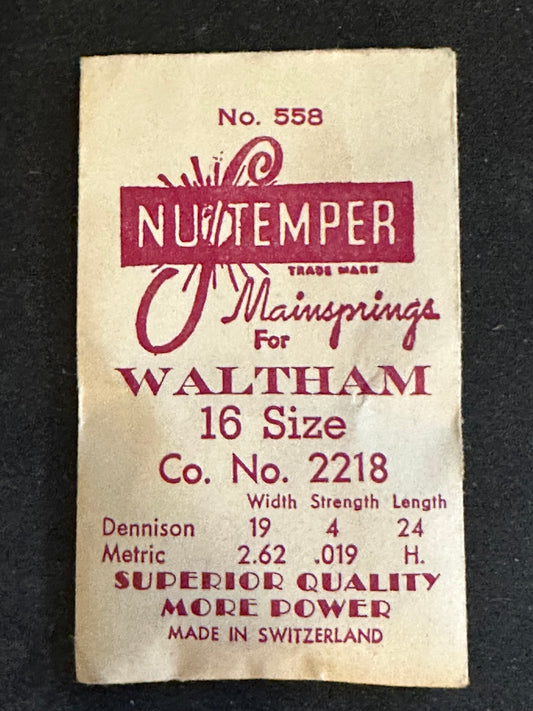 No. 558
NU TEMPER
TRADE MARK
Mainsprings
For
WALTHAM
16 Size
Co. No. 2218
Width Strength Length
Dennison 19 4 24
Metric 2.62 .019 H.
SUPERIOR QUALITY
MORE POWER
MADE IN SWITZERLAND